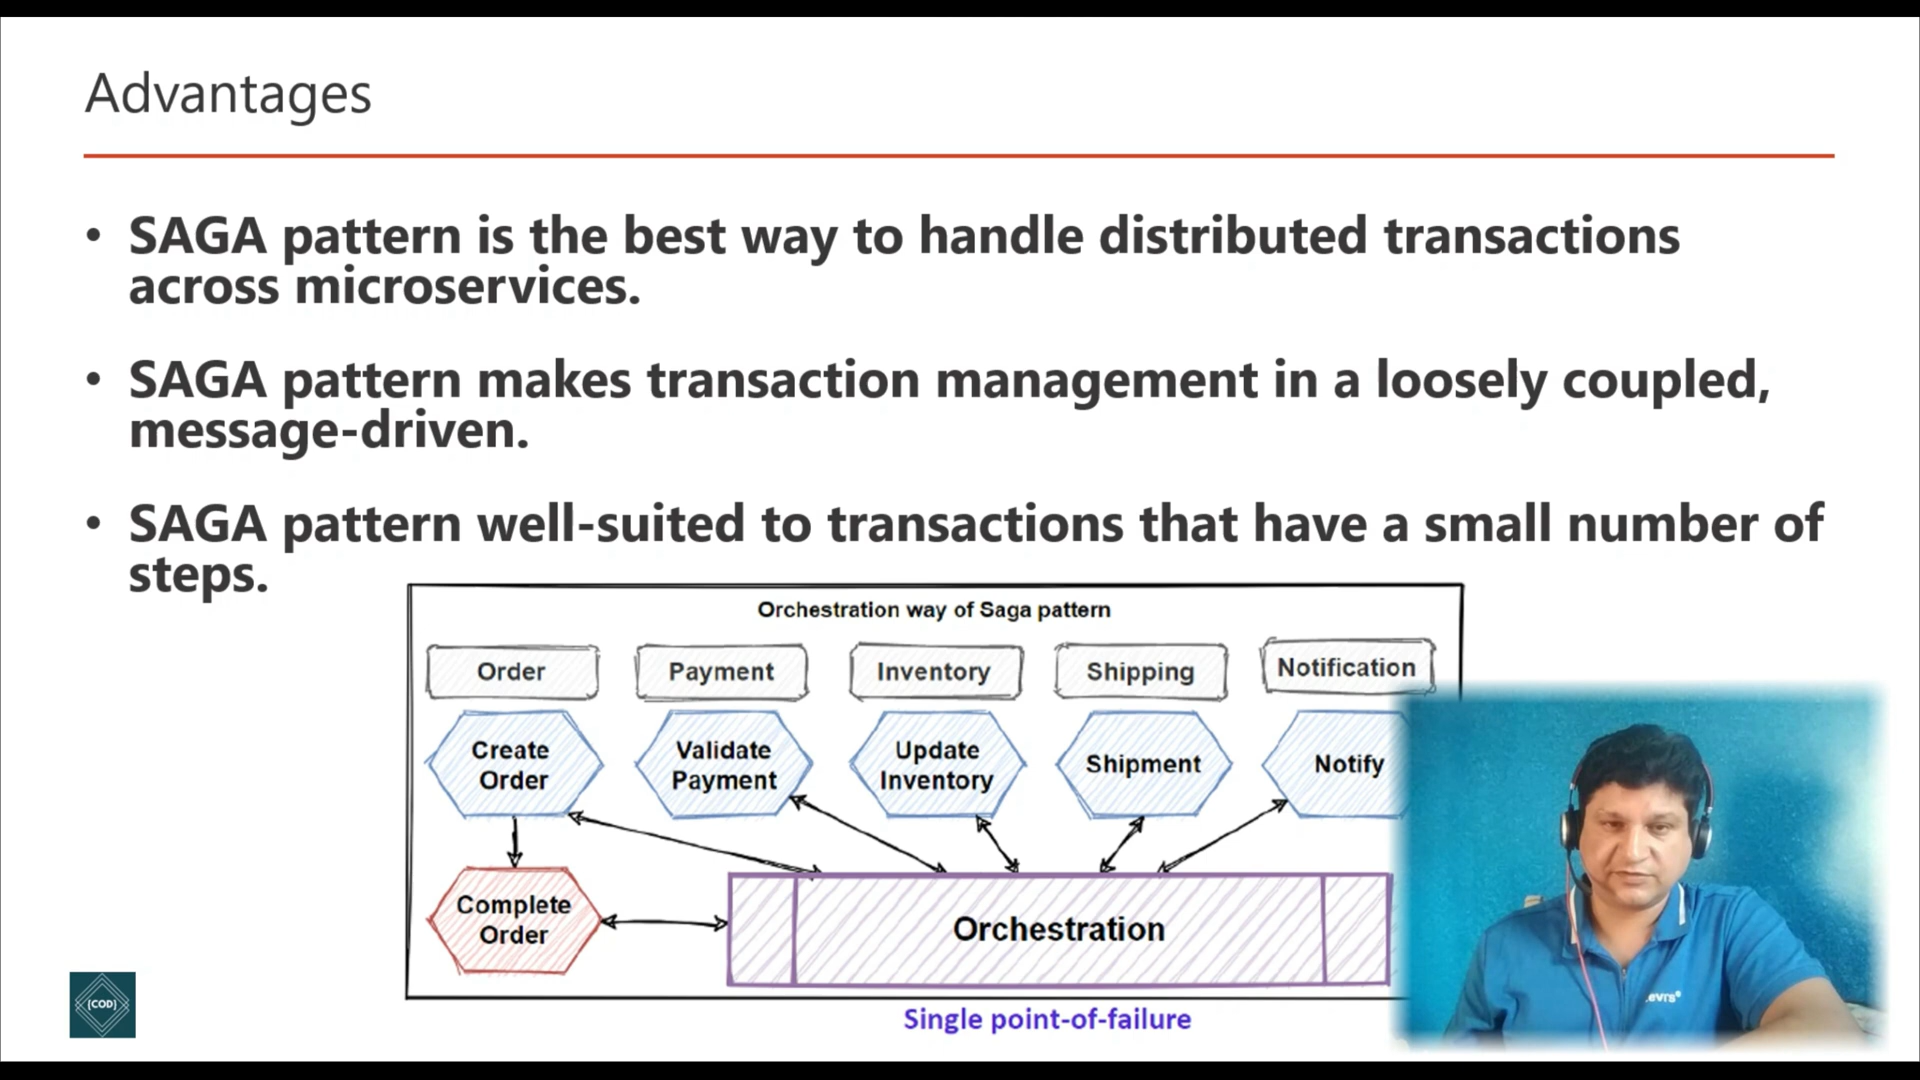 Advantages
• SAGA pattern is the best way to handle distributed transactions
across microservices.
• SAGA pattern makes transaction management in a loosely coupled,
message-driven.
• SAGA pattern well-suited to transactions that have a small number of
steps.
Orchestration way of Saga pattern
Order
Payment
Inventory
Shipping
Notification
Create
Order
Validate
Payment
Update
Inventory
Shipment
Notify
Complete
Order
Orchestration
Single point-of-failure
[COD]
.evrs®